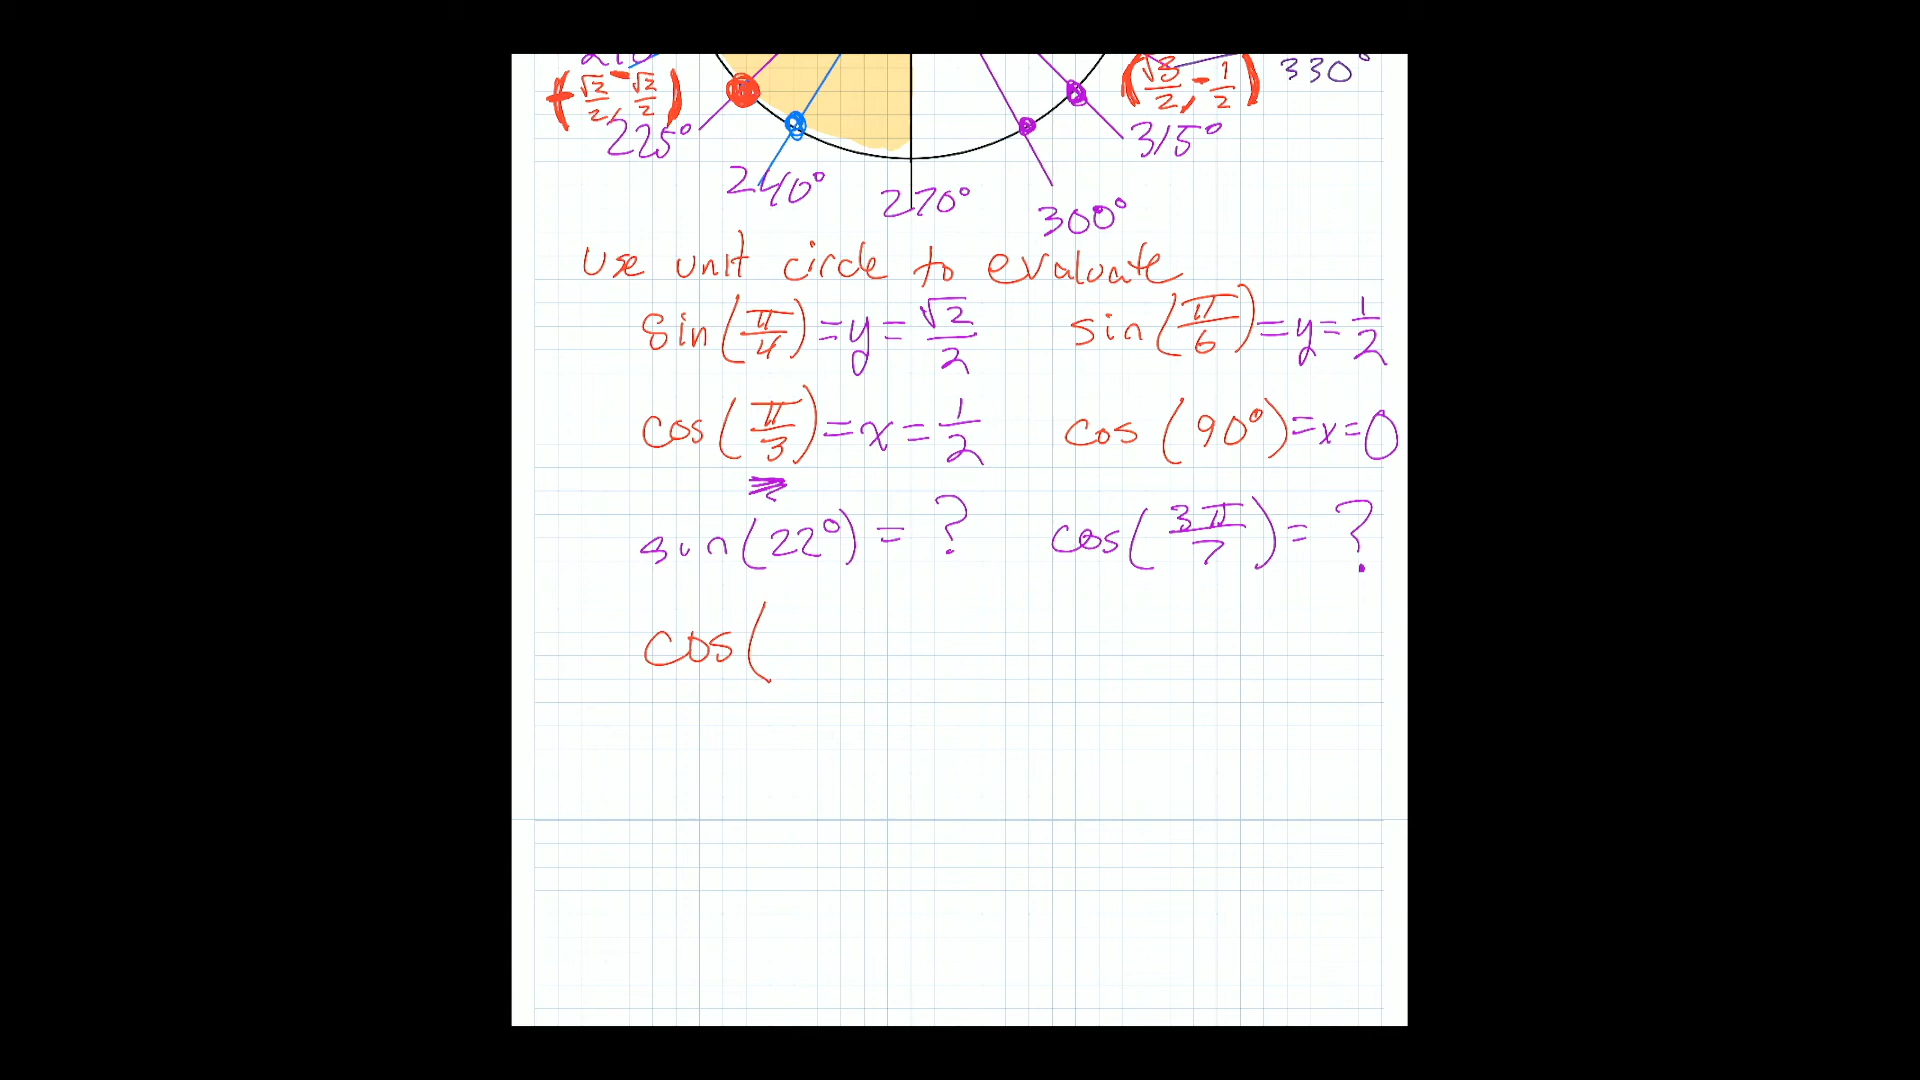 (-√2/2, -√2/2)
(√3/2, -1/2) 330°
225° 315°
240° 270° 300°
Use unit circle to evaluate
sin(π/4) = y = √2/2 sin(π/6) = y = 1/2
cos(π/3) = x = 1/2 cos(90°) = x = 0
sin(22°) = ? cos(3π/7) = ?
cos(